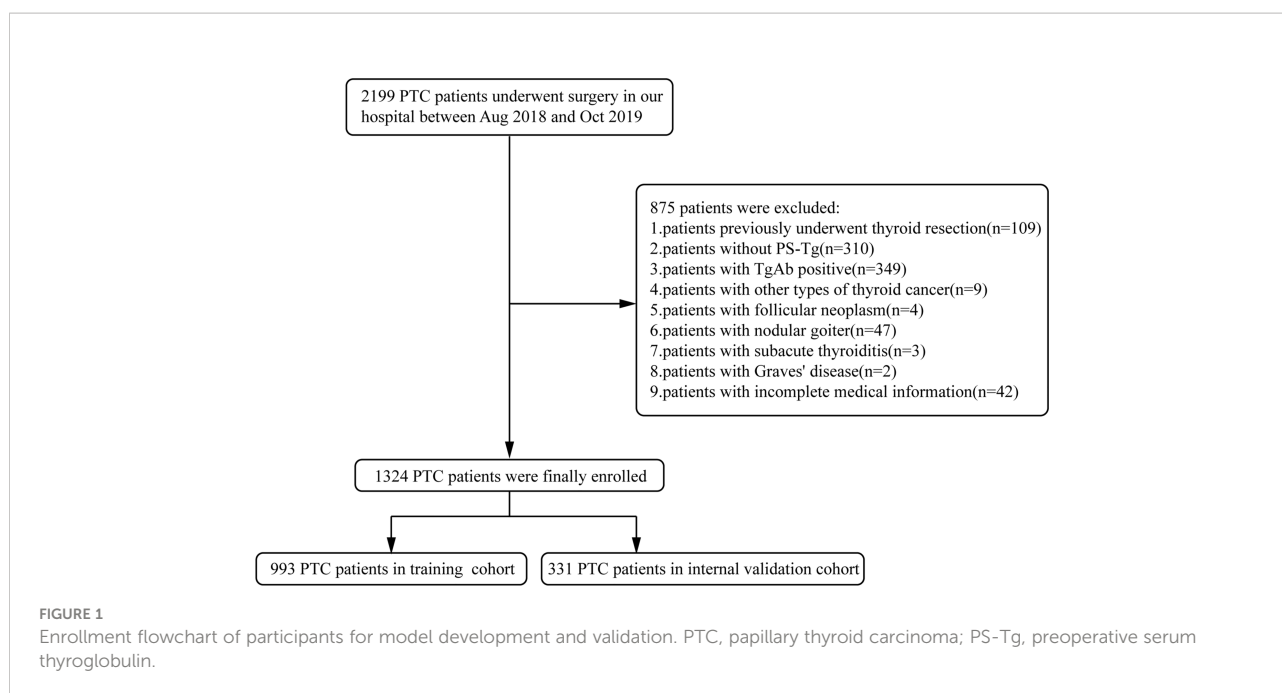 2199 PTC patients underwent surgery in our
hospital between Aug 2018 and Oct 2019
875 patients were excluded:
1.patients previously underwent thyroid resection(n=109)
2.patients without PS-Tg(n=310)
3.patients with TgAb positive(n=349)
4.patients with other types of thyroid cancer(n=9)
5.patients with follicular neoplasm(n=4)
6.patients with nodular goiter(n=47)
7.patients with subacute thyroiditis(n=3)
8.patients with Graves' disease(n=2)
9.patients with incomplete medical information(n=42)
1324 PTC patients were finally enrolled
993 PTC patients in training cohort
331 PTC patients in internal validation cohort
FIGURE 1
Enrollment flowchart of participants for model development and validation. PTC, papillary thyroid carcinoma; PS-Tg, preoperative serum
thyroglobulin.